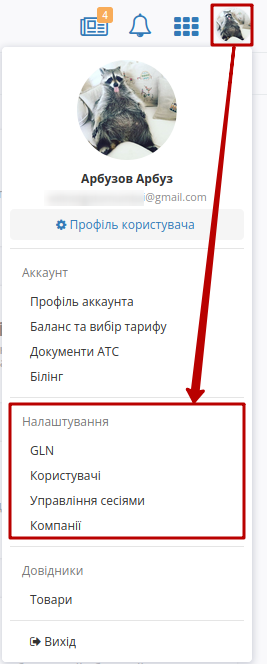 4
Арбузов Арбуз
@gmail.com
Профіль користувача
Аккаунт
Профіль аккаунта
Баланс та вибір тарифу
Документи АТС
Білінг
Налаштування
GLN
Користувачі
Управління сесіями
Компанії
Довідники
Товари
Вихід